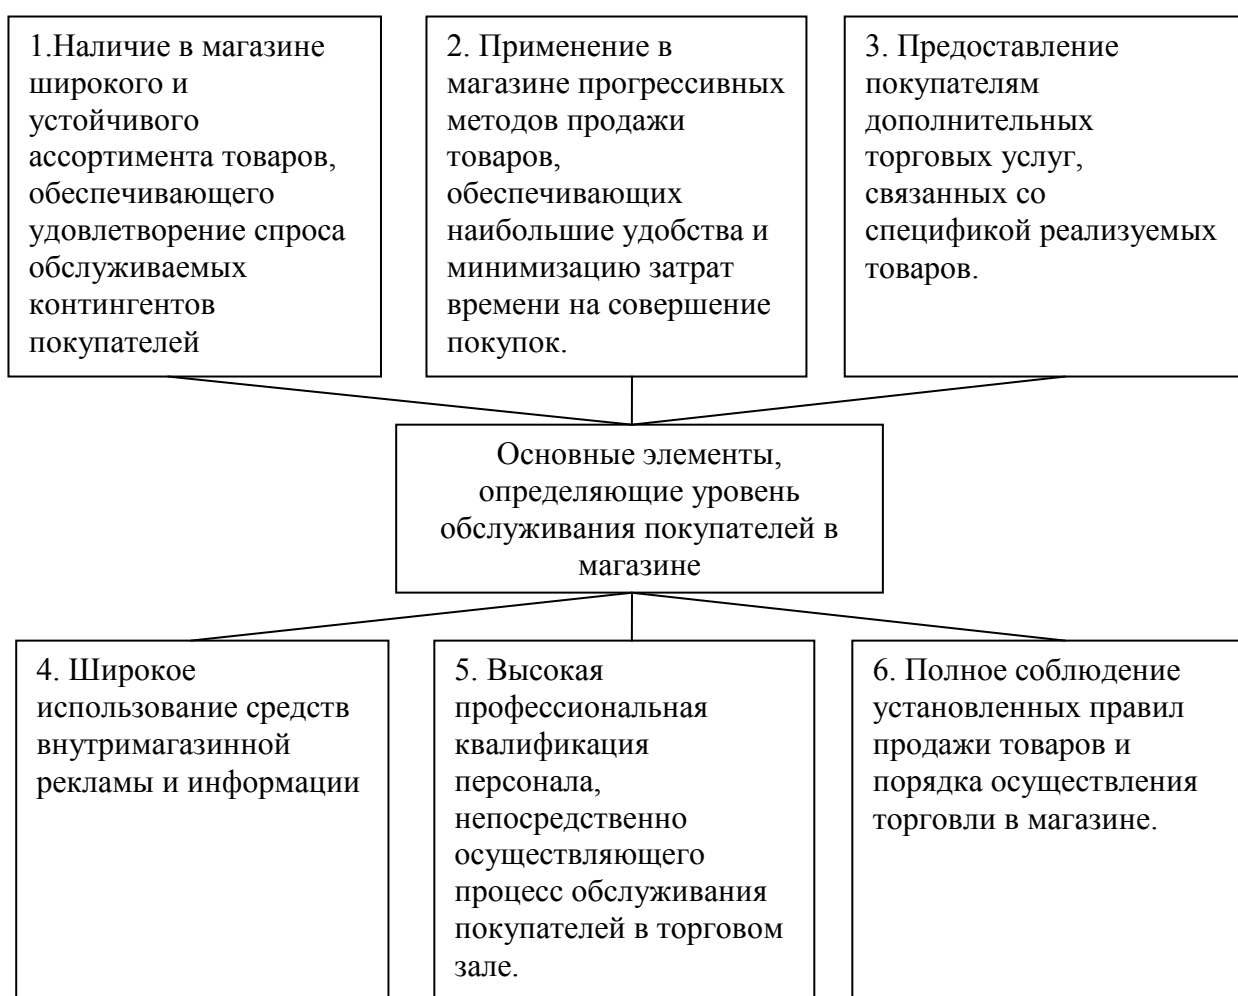 1.Наличие в магазине
широкого и
устойчивого
ассортимента товаров,
обеспечивающего
удовлетворение спроса
обслуживаемых
контингентов
покупателей
2. Применение в
магазине прогрессивных
методов продажи
товаров,
обеспечивающих
наибольшие удобства и
минимизацию затрат
времени на совершение
покупок.
3. Предоставление
покупателям
дополнительных
торговых услуг,
связанных со
спецификой реализуемых
товаров.
Основные элементы,
определяющие уровень
обслуживания покупателей в
магазине
4. Широкое
использование средств
внутримагазинной
рекламы и информации
5. Высокая
профессиональная
квалификация
персонала,
непосредственно
осуществляющего
процесс обслуживания
покупателей в торговом
зале.
6. Полное соблюдение
установленных правил
продажи товаров и
порядка осуществления
торговли в магазине.